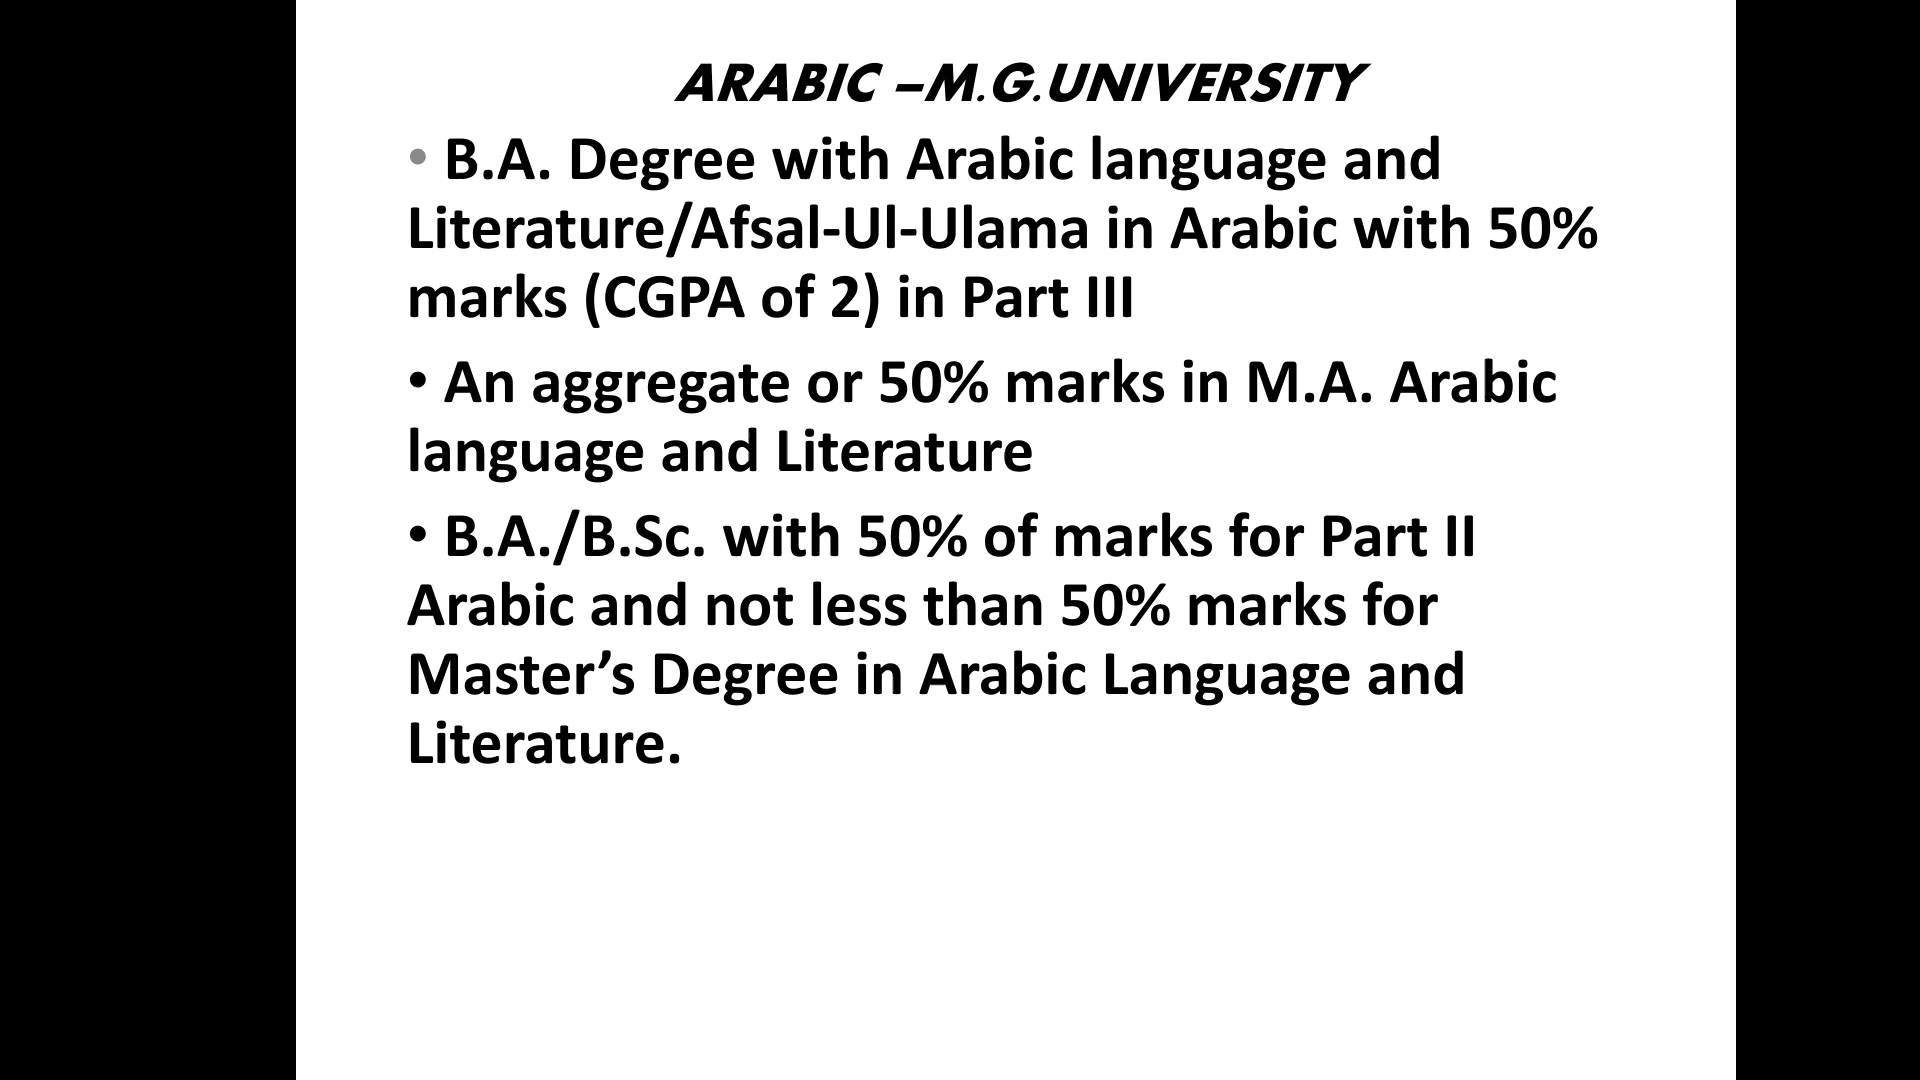 ARABIC –M.G.UNIVERSITY
• B.A. Degree with Arabic language and
Literature/Afsal-Ul-Ulama in Arabic with 50%
marks (CGPA of 2) in Part III
• An aggregate or 50% marks in M.A. Arabic
language and Literature
• B.A./B.Sc. with 50% of marks for Part II
Arabic and not less than 50% marks for
Master’s Degree in Arabic Language and
Literature.